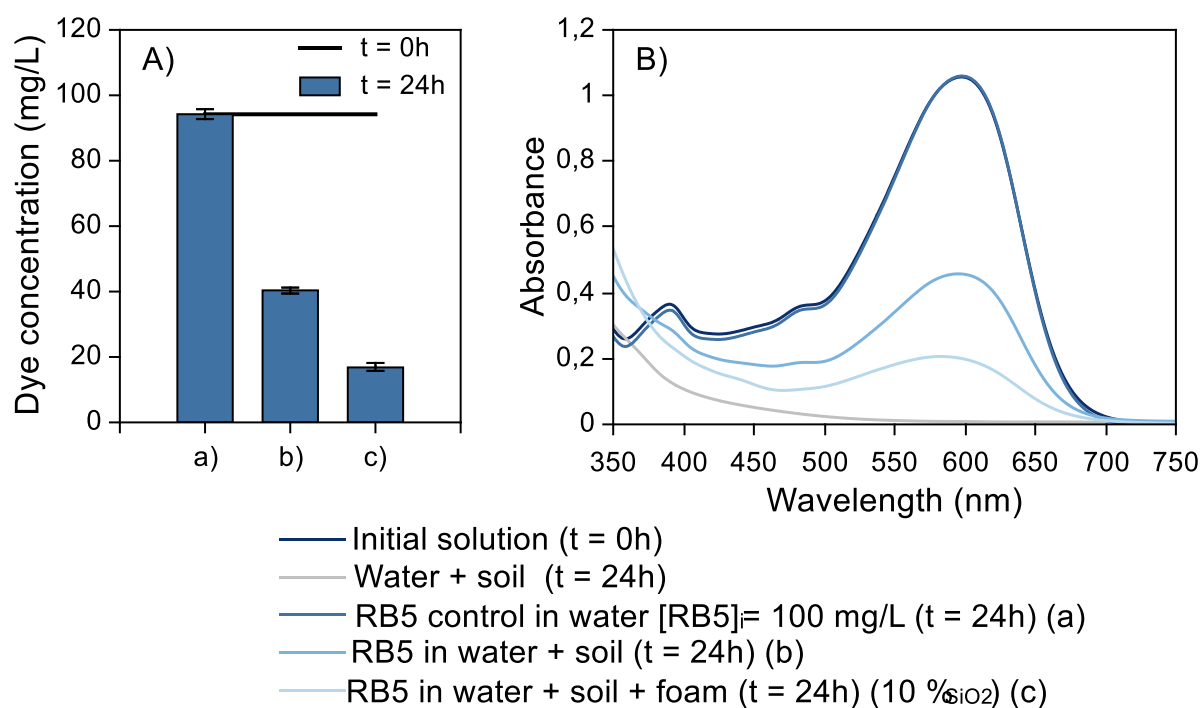 A)
t = 0h
t = 24h
Dye concentration (mg/L)
120
100
80
60
40
20
0
a) b) c)
B)
Absorbance
1,2
1
0,8
0,6
0,4
0,2
0
350 400 450 500 550 600 650 700 750
Wavelength (nm)
Initial solution (t = 0h)
Water + soil (t = 24h)
RB5 control in water [RB5]i= 100 mg/L (t = 24h) (a)
RB5 in water + soil (t = 24h) (b)
RB5 in water + soil + foam (t = 24h) (10 %SiO2) (c)